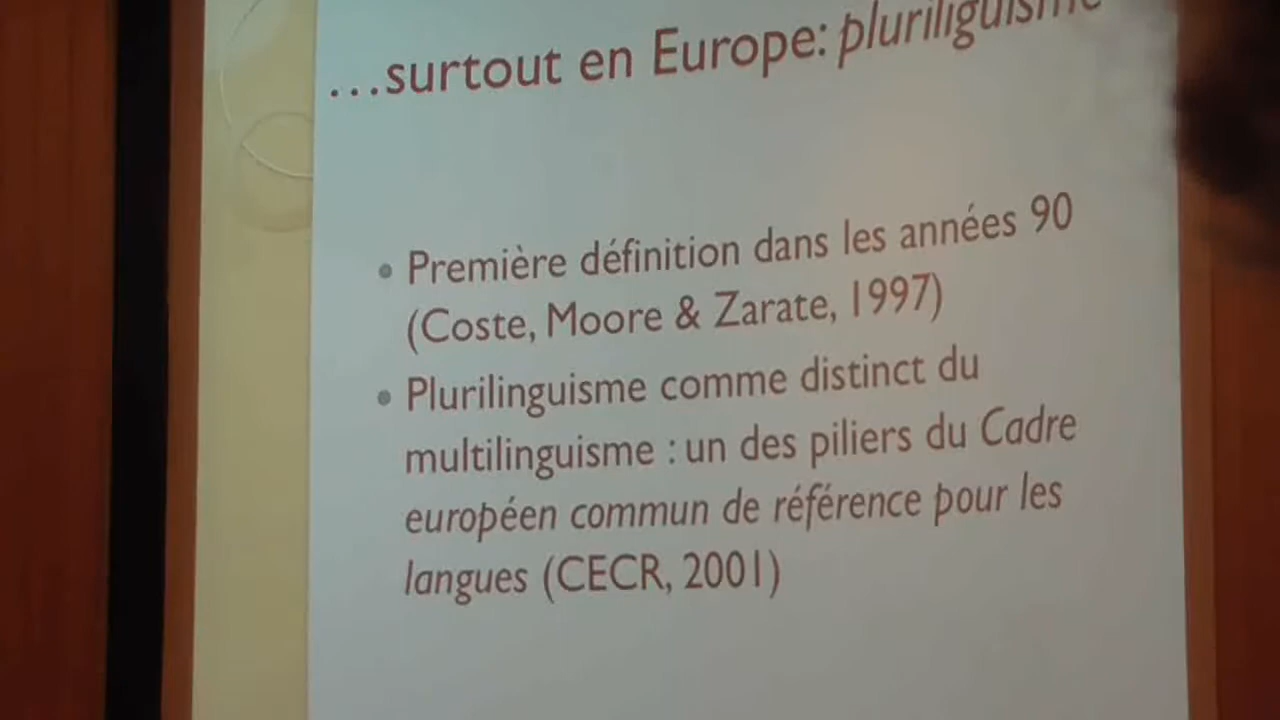 ...surtout en Europe: pluriliguisme
• Première définition dans les années 90
(Coste, Moore & Zarate, 1997)
• Plurilinguisme comme distinct du
multilinguisme : un des piliers du Cadre
européen commun de référence pour les
langues (CECR, 2001)